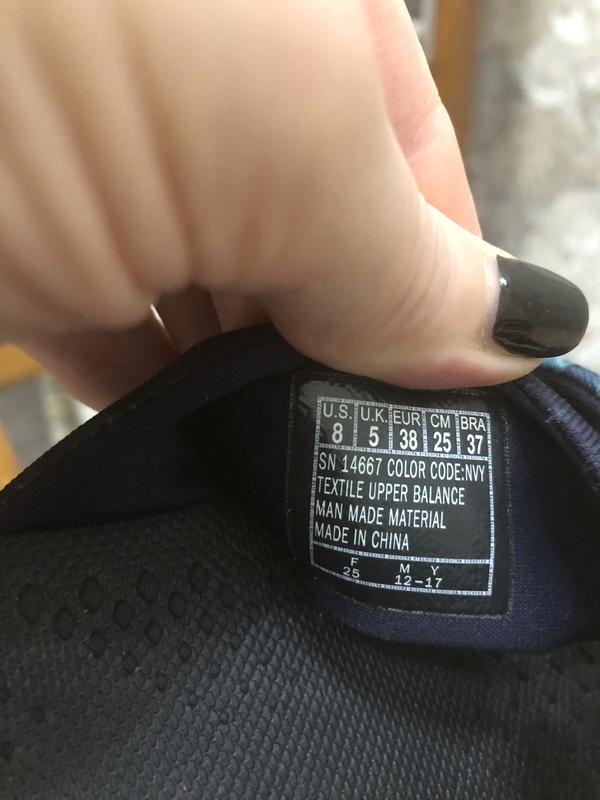 U.S. U.K. EUR CM BRA
8 5 38 25 37
SN 14667 COLOR CODE:NVY
TEXTILE UPPER BALANCE
MAN MADE MATERIAL
MADE IN CHINA
F M Y
25 12-17